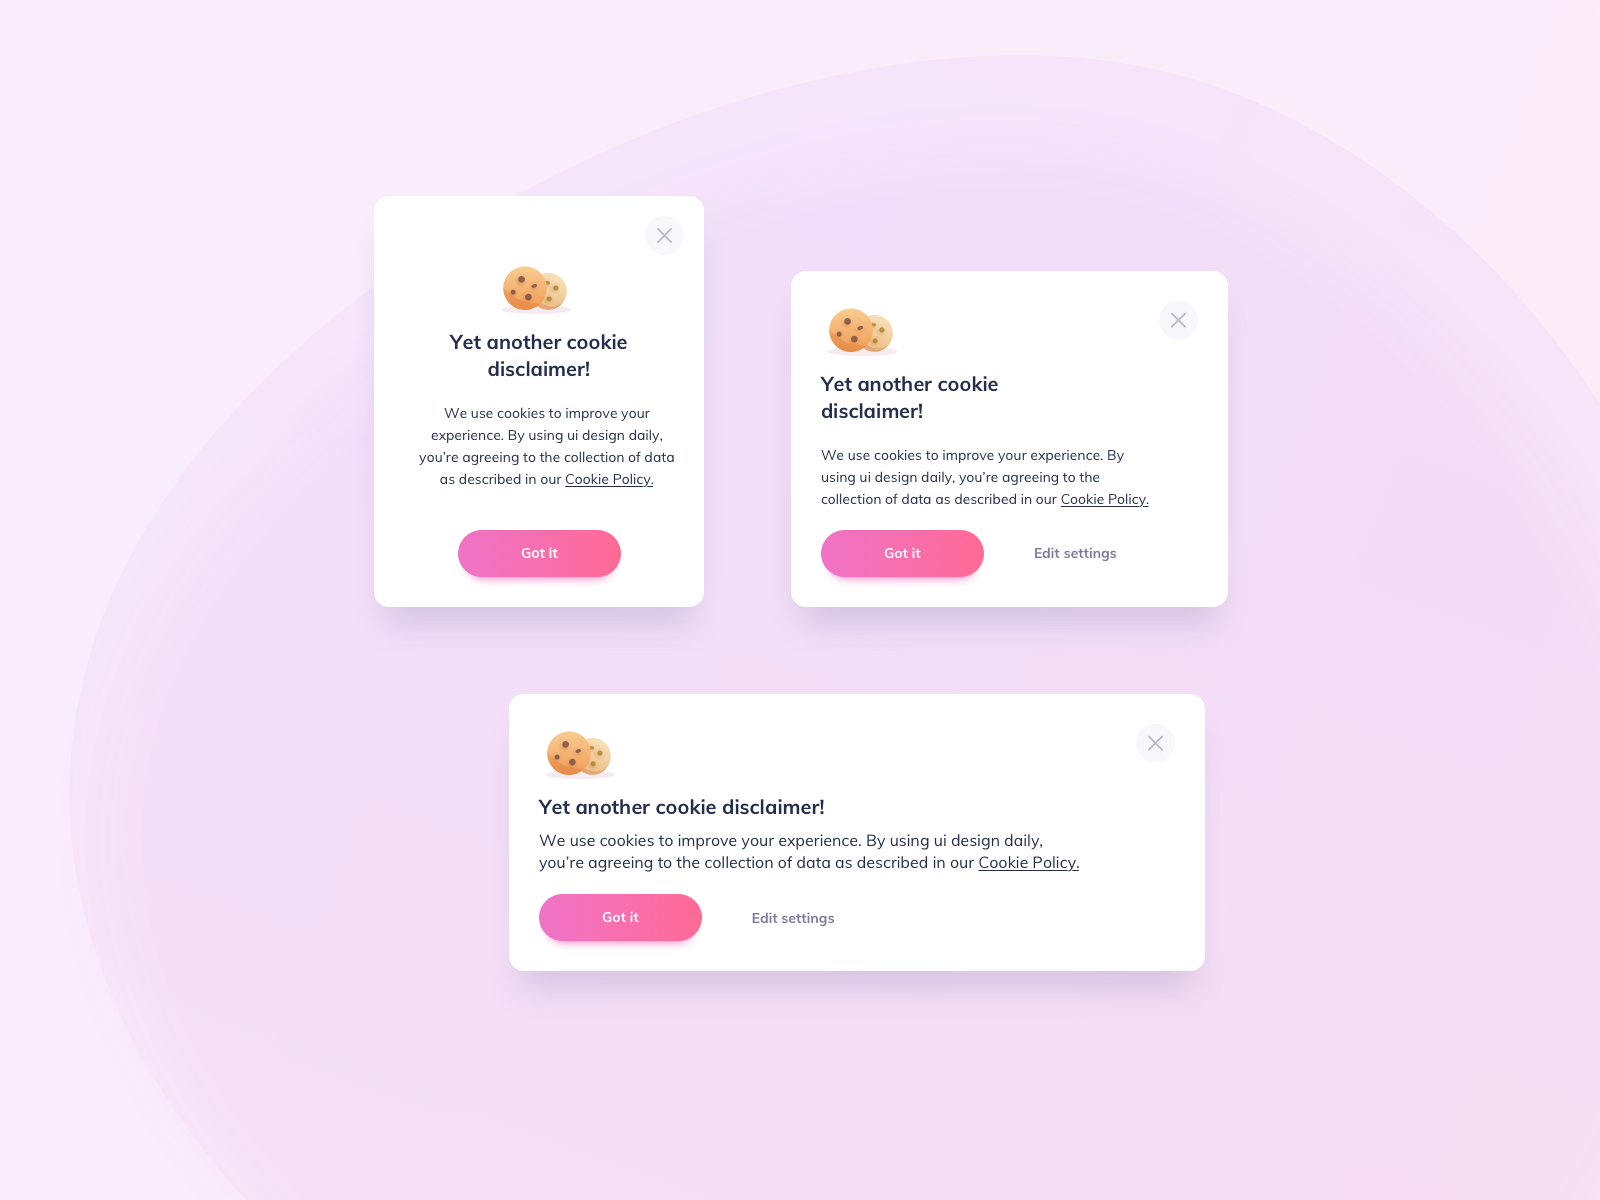 Yet another cookie
disclaimer!
We use cookies to improve your
experience. By using ui design daily,
you’re agreeing to the collection of data
as described in our Cookie Policy.
Got it
Yet another cookie
disclaimer!
We use cookies to improve your experience. By
using ui design daily, you’re agreeing to the
collection of data as described in our Cookie Policy.
Got it
Edit settings
Yet another cookie disclaimer!
We use cookies to improve your experience. By using ui design daily,
you’re agreeing to the collection of data as described in our Cookie Policy.
Got it
Edit settings